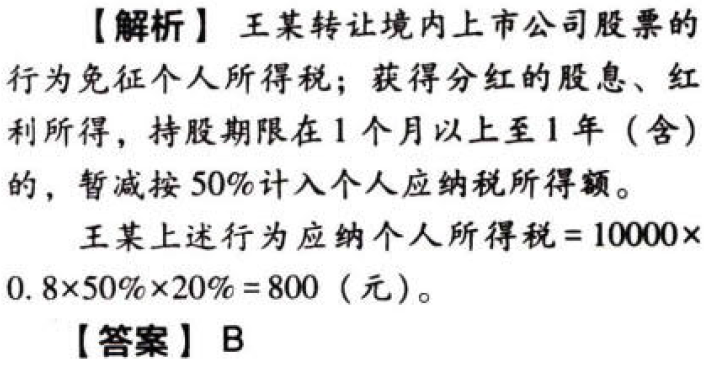 【解析】 王某转让境内上市公司股票的
行为免征个人所得税；获得分红的股息、红
利所得，持股期限在1个月以上至1年（含）
的，暂减按50%计入个人应纳税所得额。
王某上述行为应纳个人所得税=10000×
0. 8×50%×20%=800（元）。
【答案】 B